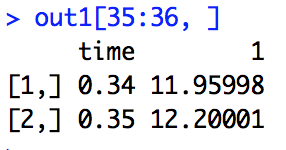 > out1[35:36, ]
     time        1
[1,] 0.34 11.95998
[2,] 0.35 12.20001